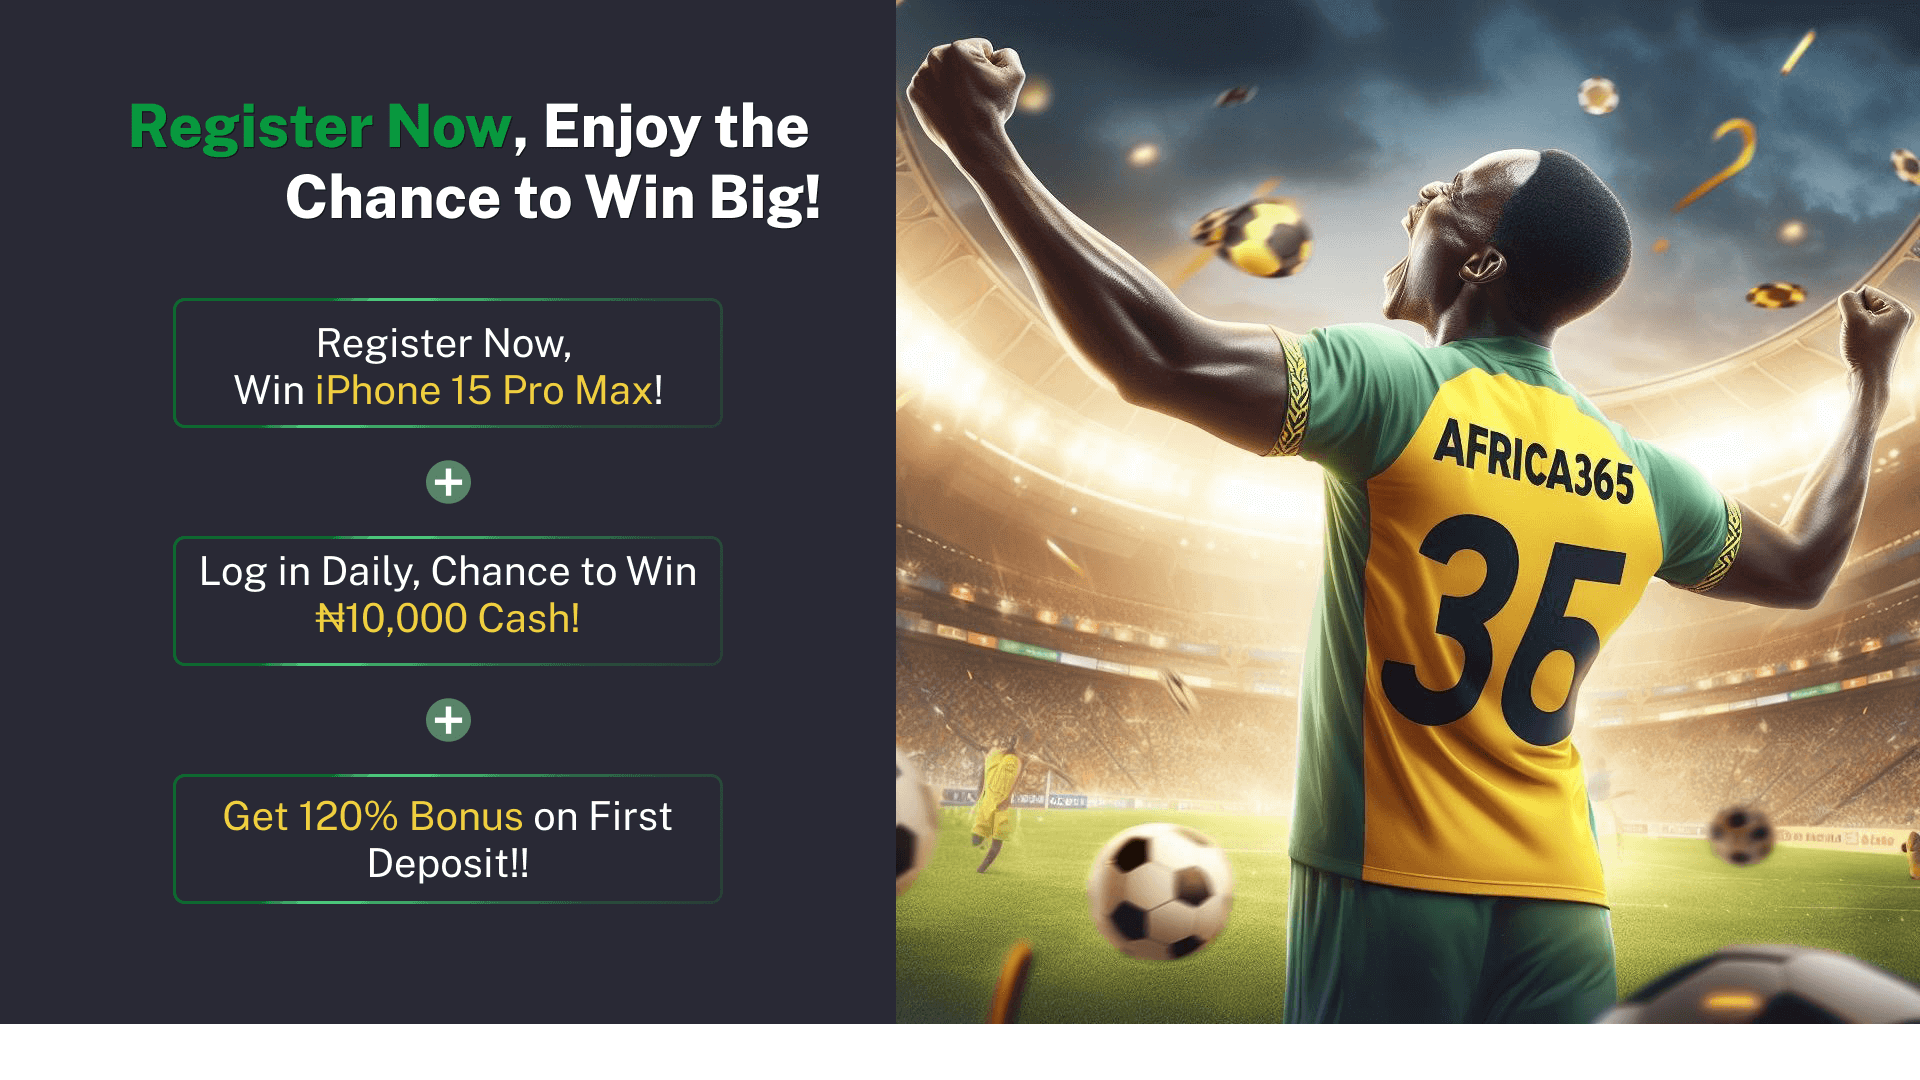 Register Now, Enjoy the
Chance to Win Big!
Register Now,
Win iPhone 15 Pro Max!
Log in Daily, Chance to Win
₦10,000 Cash!
Get 120% Bonus on First
Deposit!!
AFRICA365
36